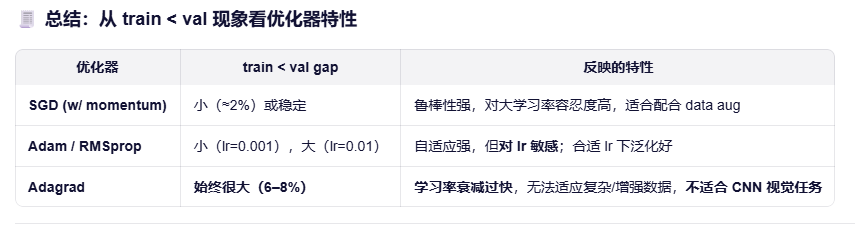 总结：从 train < val 现象看优化器特性
优化器 train < val gap 反映的特性
SGD (w/ momentum) 小（≈2%）或稳定 鲁棒性强，对大学习率容忍度高，适合配合 data aug
Adam / RMSprop 小（lr=0.001），大（lr=0.01） 自适应强，但对 lr 敏感；合适 lr 下泛化好
Adagrad 始终很大（6–8%） 学习率衰减过快，无法适应复杂/增强数据，不适合 CNN 视觉任务